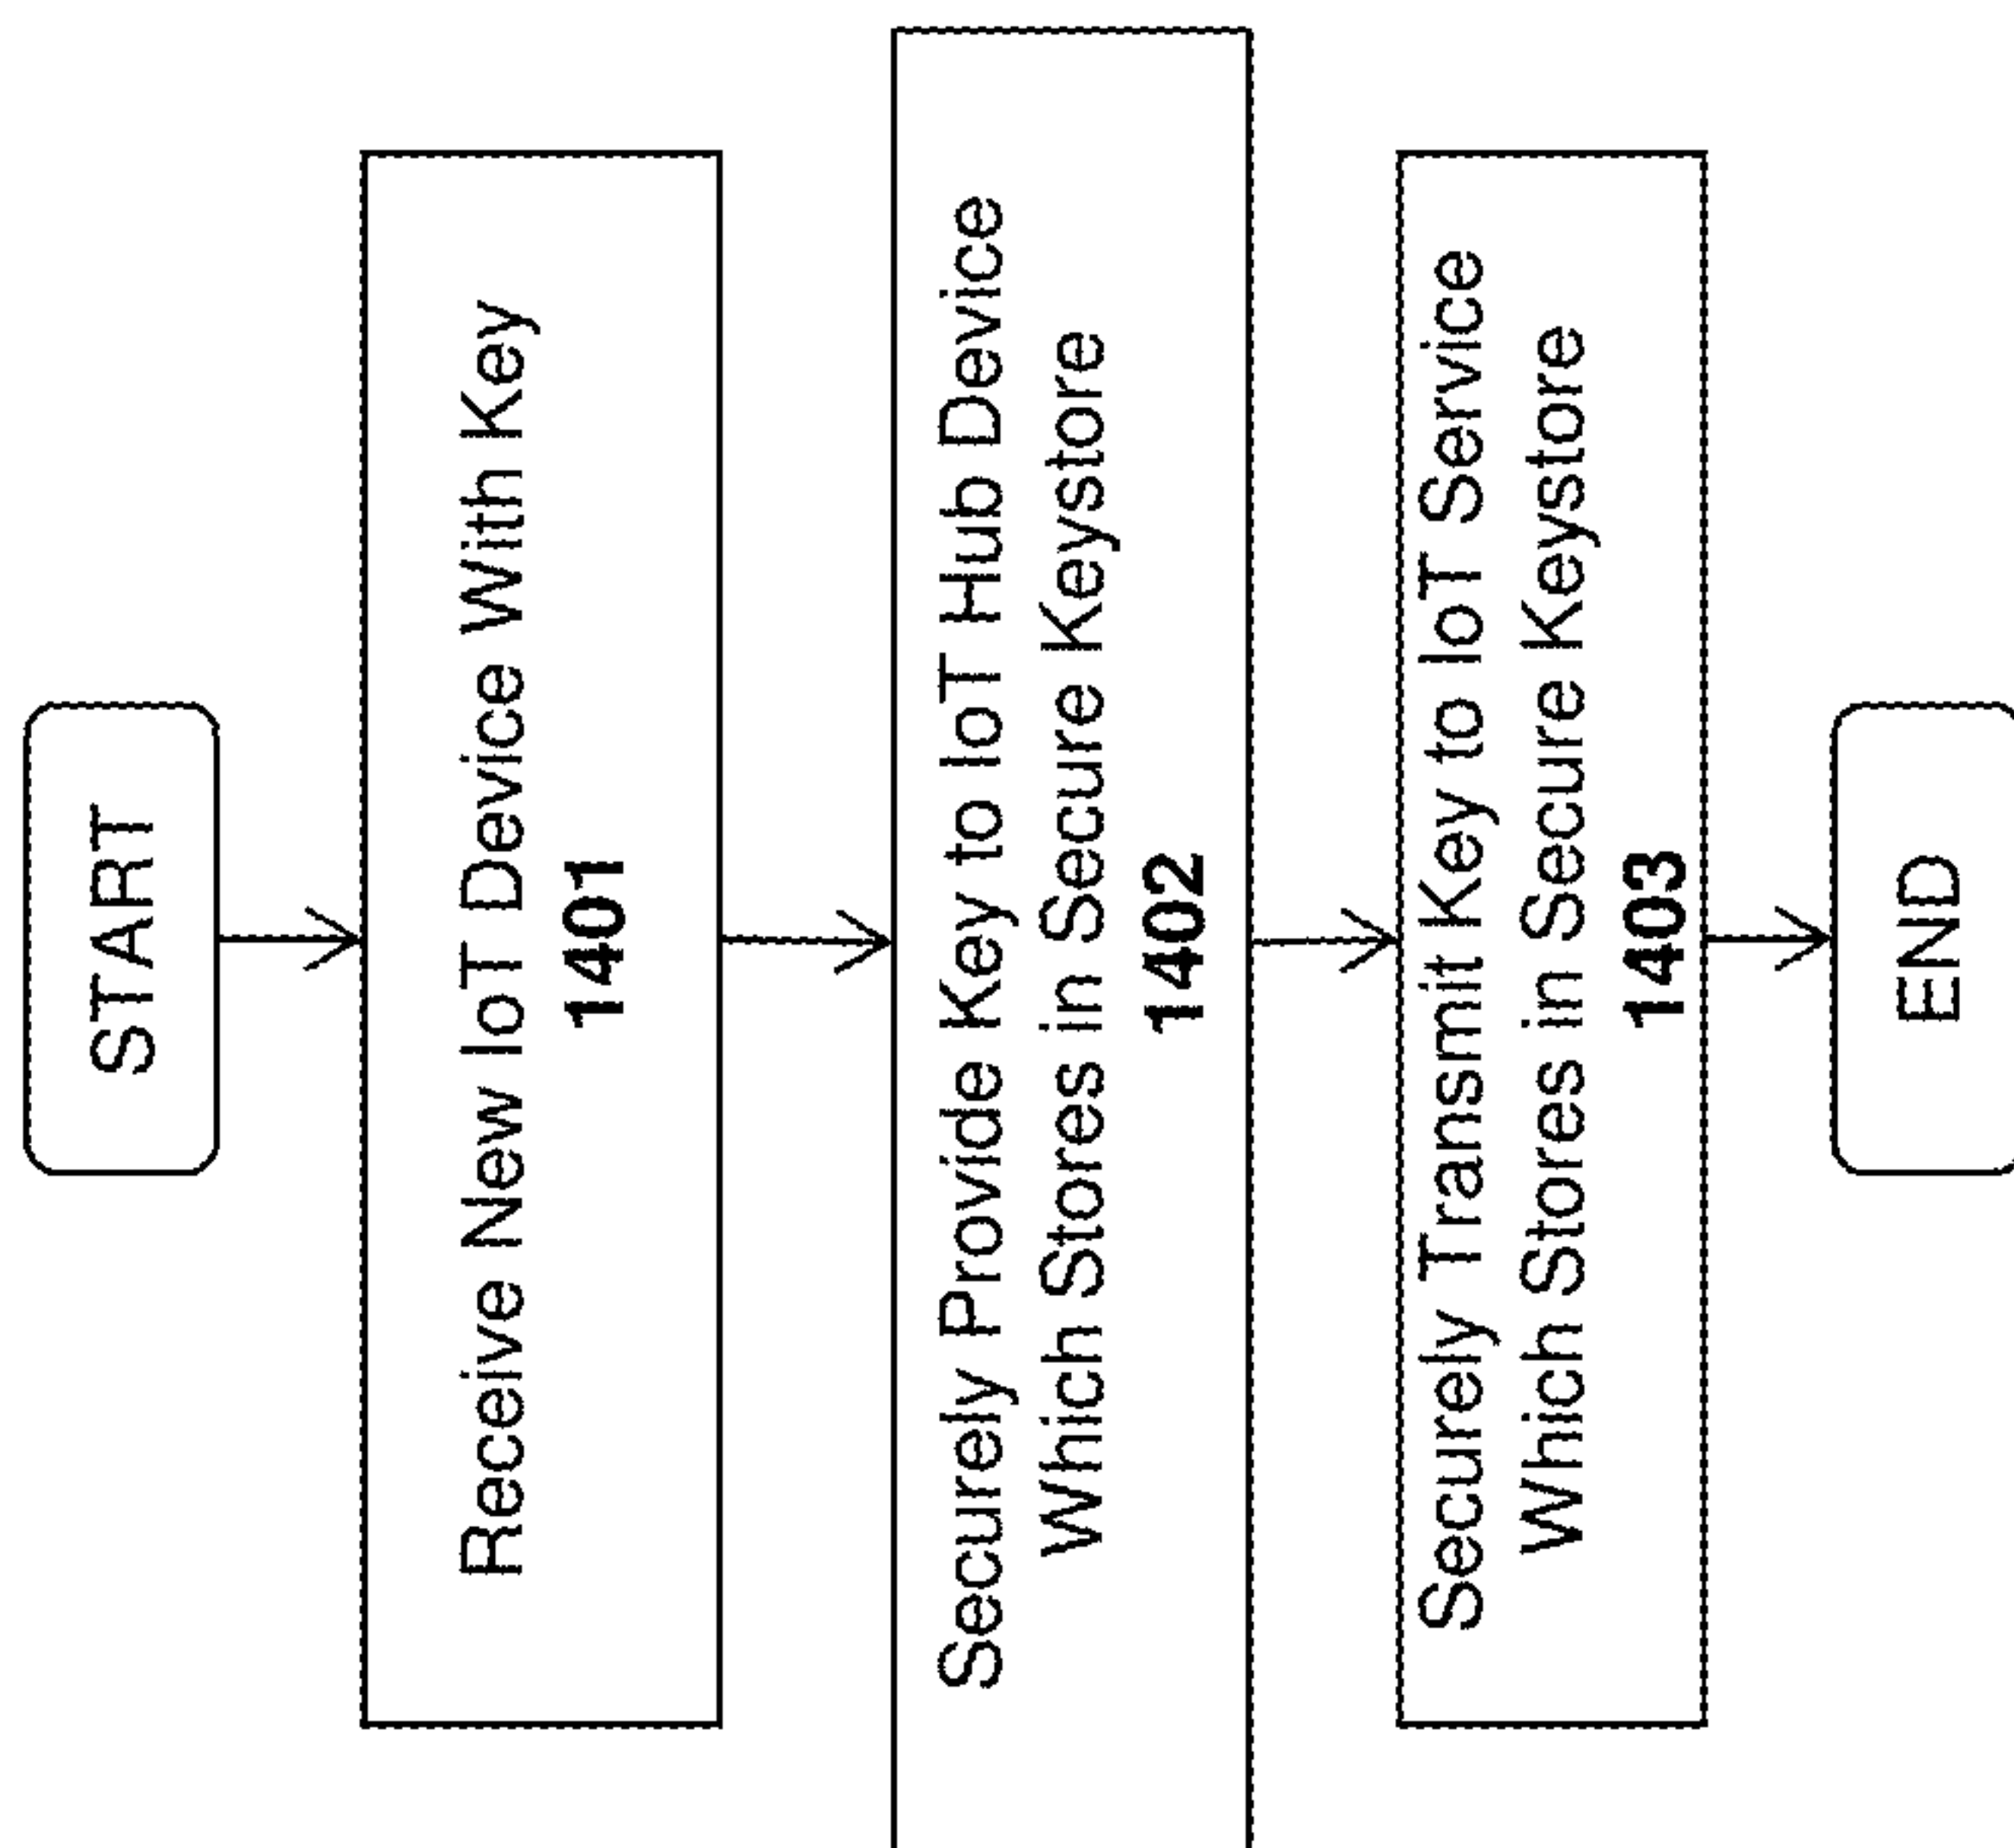 START
Receive New IoT Device With Key
1401
Securely Provide Key to IoT Hub Device
Which Stores in Secure Keystore
1402
Securely Transmit Key to IoT Service
Which Stores in Secure Keystore
1403
END